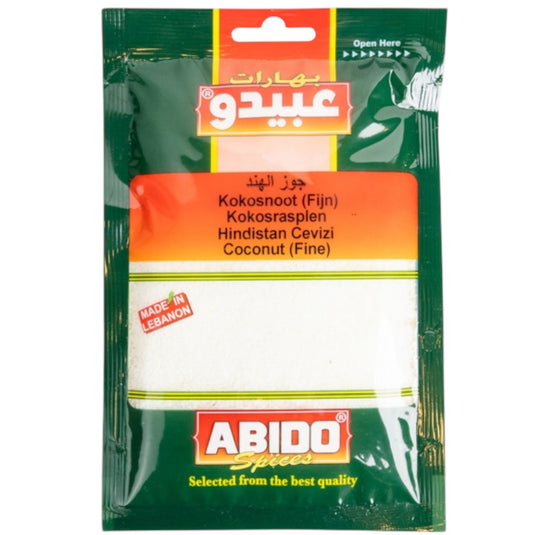 Open Here
بهارات
عبيدو®
جوز الهند
Kokosnoot (Fijn)
Kokosrasplen
Hindistan Cevizi
Coconut (Fine)
MADE IN
LEBANON
ABIDO®
Spices
Selected from the best quality